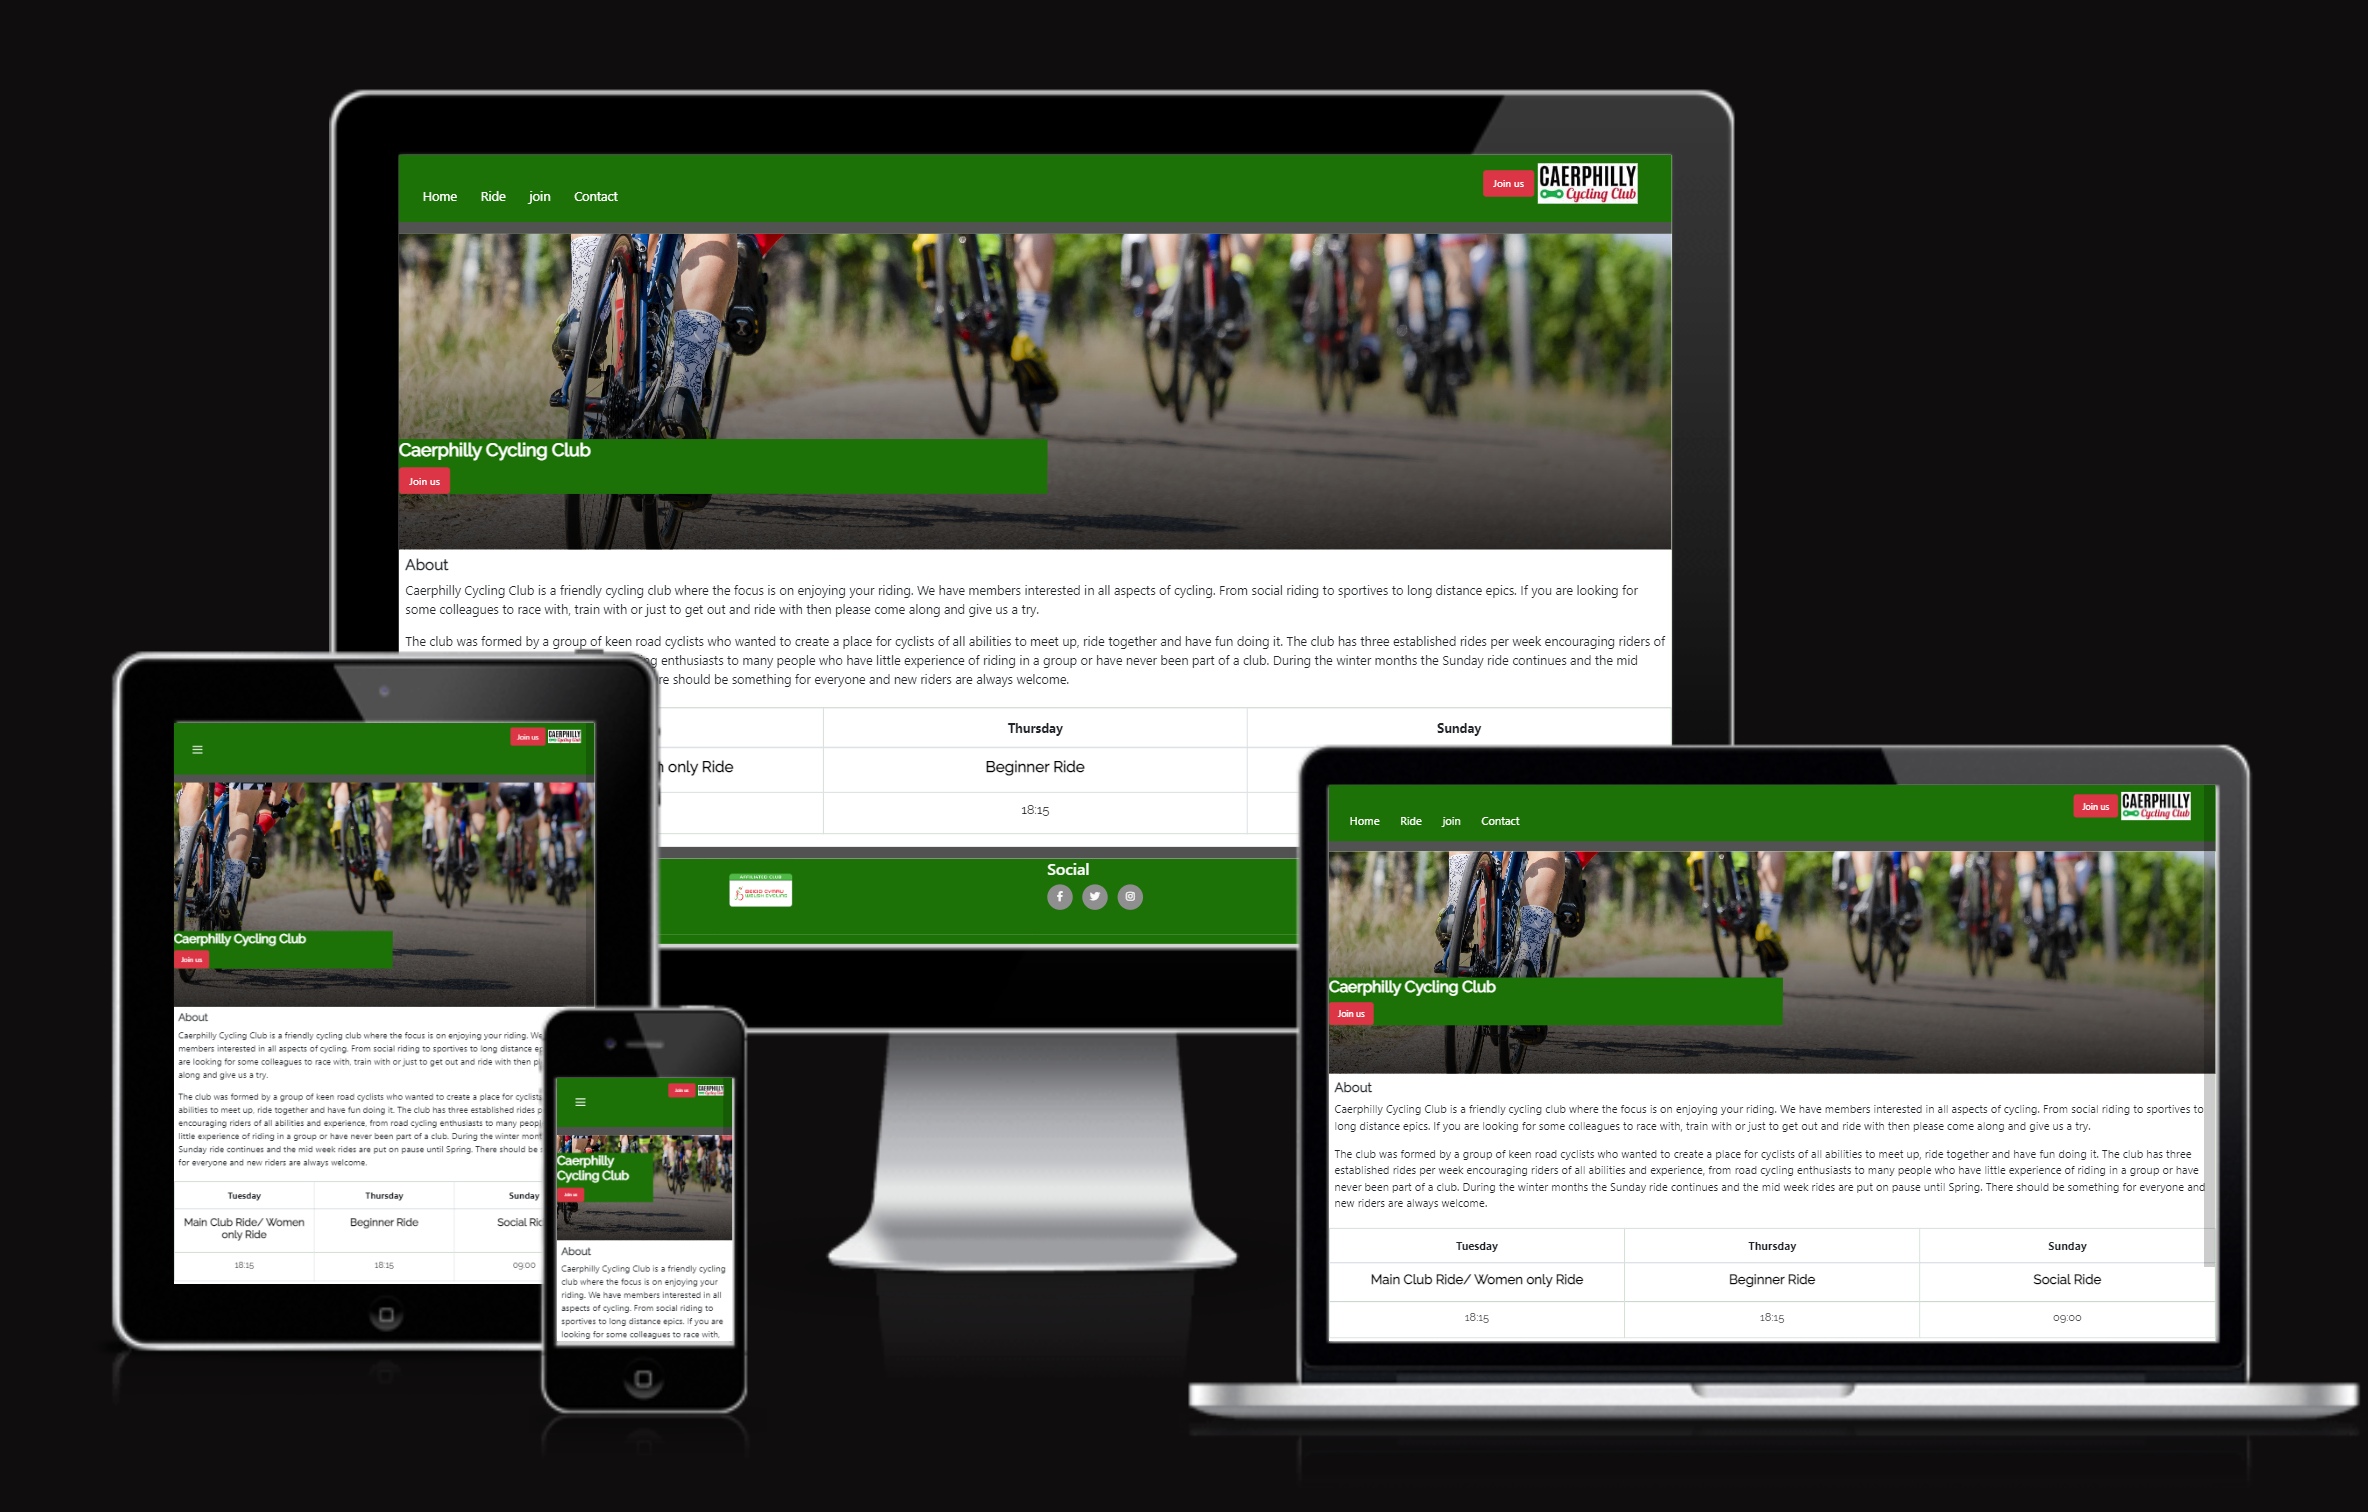 Home Ride join Contact
Join us
CAERPHILLY
Cycling Club
Caerphilly Cycling Club
Join us
About
Caerphilly Cycling Club is a friendly cycling club where the focus is on enjoying your riding. We have members interested in all aspects of cycling. From social riding to sportives to long distance epics. If you are looking for
some colleagues to race with, train with or just to get out and ride with then please come along and give us a try.
The club was formed by a group of keen road cyclists who wanted to create a place for cyclists of all abilities to meet up, ride together and have fun doing it. The club has three established rides per week encouraging riders of
enthusiasts to many people who have little experience of riding in a group or have never been part of a club. During the winter months the Sunday ride continues and the mid
should be something for everyone and new riders are always welcome.
Thursday Sunday
only Ride Beginner Ride
18:15
AFFILIATED CLUB
BEICIO CYMRU
WELSH CYCLING
Social
Join us
CAERPHILLY
Cycling Club
Caerphilly Cycling Club
Join us
About
Caerphilly Cycling Club is a friendly cycling club where the focus is on enjoying your riding. We
members interested in all aspects of cycling. From social riding to sportives to long distance
are looking for some colleagues to race with, train with or just to get out and ride with then
along and give us a try.
The club was formed by a group of keen road cyclists who wanted to create a place for cyclists
abilities to meet up, ride together and have fun doing it. The club has three established rides
encouraging riders of all abilities and experience, from road cycling enthusiasts to many
little experience of riding in a group or have never been part of a club. During the winter
Sunday ride continues and the mid week rides are put on pause until Spring. There should be
for everyone and new riders are always welcome.
Tuesday Thursday Sunday
Main Club Ride/ Women Beginner Ride Social
only Ride
18:15 18:15 09:00
Join us
CAERPHILLY
Cycling Club
Caerphilly
Cycling Club
Join us
About
Caerphilly Cycling Club is a friendly cycling
club where the focus is on enjoying your
riding. We have members interested in all
aspects of cycling. From social riding to
sportives to long distance epics. If you are
looking for some colleagues to race with,
Home Ride join Contact
Join us
CAERPHILLY
Cycling Club
Caerphilly Cycling Club
Join us
About
Caerphilly Cycling Club is a friendly cycling club where the focus is on enjoying your riding. We have members interested in all aspects of cycling. From social riding to sportives to
long distance epics. If you are looking for some colleagues to race with, train with or just to get out and ride with then please come along and give us a try.
The club was formed by a group of keen road cyclists who wanted to create a place for cyclists of all abilities to meet up, ride together and have fun doing it. The club has three
established rides per week encouraging riders of all abilities and experience, from road cycling enthusiasts to many people who have little experience of riding in a group or have
never been part of a club. During the winter months the Sunday ride continues and the mid week rides are put on pause until Spring. There should be something for everyone and
new riders are always welcome.
Tuesday Thursday Sunday
Main Club Ride/ Women only Ride Beginner Ride Social Ride
18:15 18:15 09:00